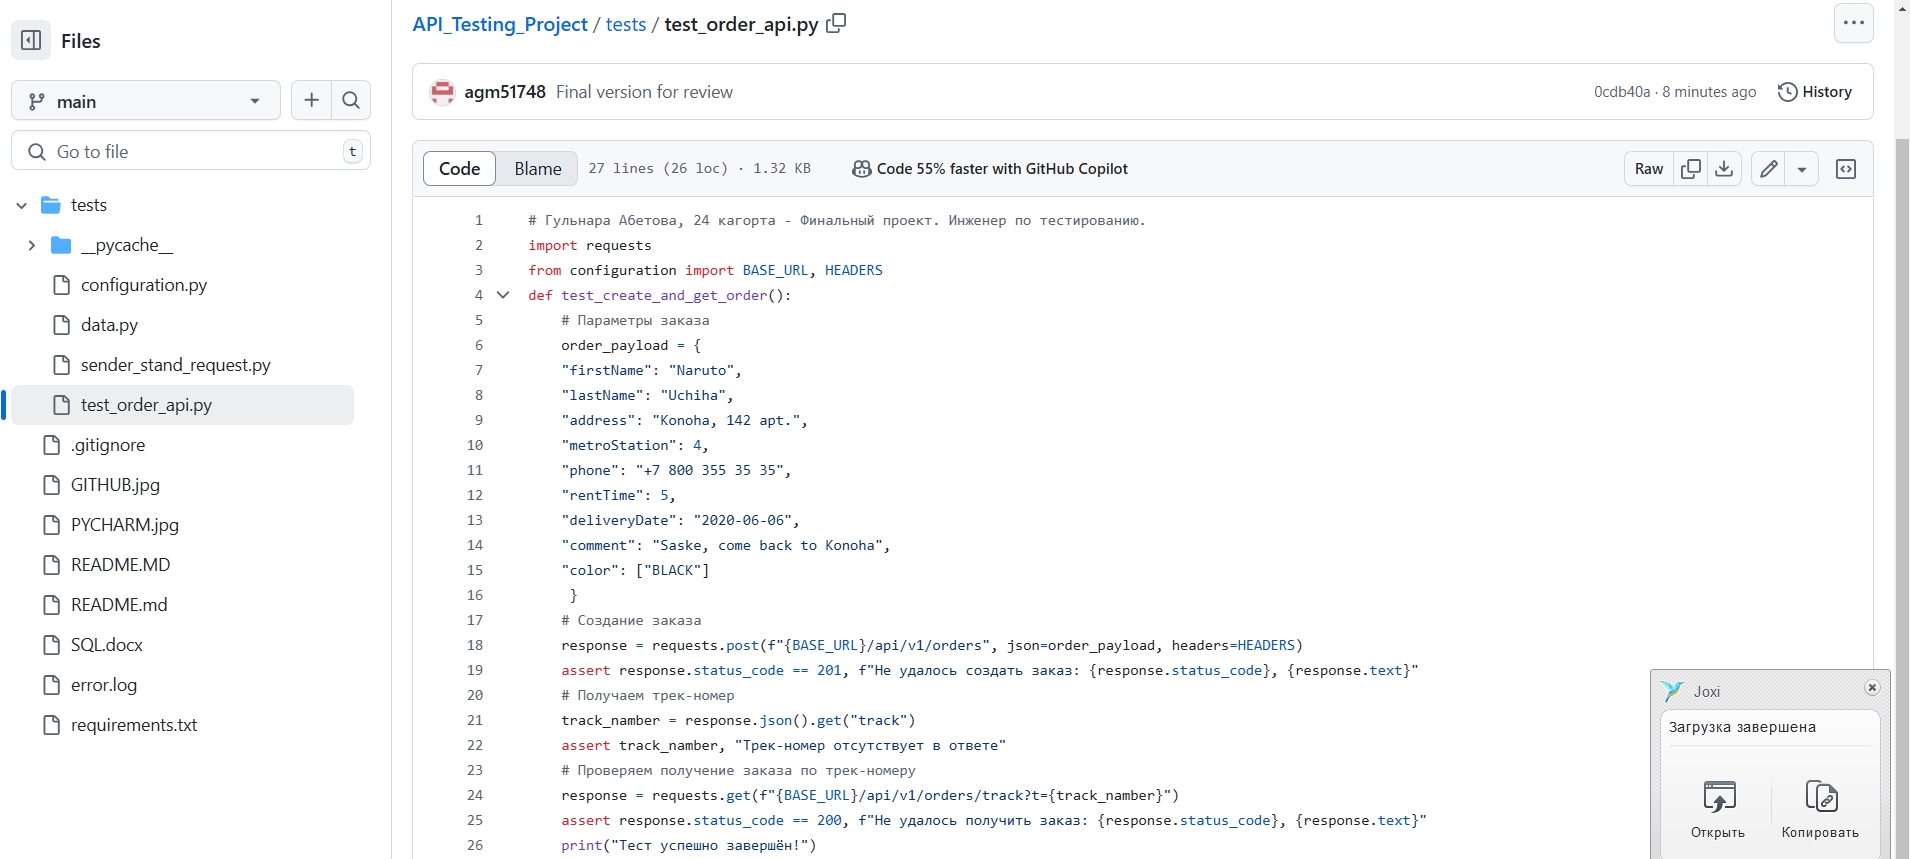 Files
main
Go to file
t
tests
__pycache__
configuration.py
data.py
sender_stand_request.py
test_order_api.py
.gitignore
GITHUB.jpg
PYCHARM.jpg
README.MD
README.md
SQL.docx
error.log
requirements.txt
API_Testing_Project / tests / test_order_api.py
agm51748 Final version for review
0cdb40a · 8 minutes ago
History
Code Blame 27 lines (26 loc) · 1.32 KB Code 55% faster with GitHub Copilot
Raw
1 # Гульнара Абетова, 24 кагорта - Финальный проект. Инженер по тестированию.
2 import requests
3 from configuration import BASE_URL, HEADERS
4 def test_create_and_get_order():
5 # Параметры заказа
6 order_payload = {
7 "firstName": "Naruto",
8 "lastName": "Uchiha",
9 "address": "Konoha, 142 apt.",
10 "metroStation": 4,
11 "phone": "+7 800 355 35 35",
12 "rentTime": 5,
13 "deliveryDate": "2020-06-06",
14 "comment": "Saske, come back to Konoha",
15 "color": ["BLACK"]
16 }
17 # Создание заказа
18 response = requests.post(f"{BASE_URL}/api/v1/orders", json=order_payload, headers=HEADERS)
19 assert response.status_code == 201, f"Не удалось создать заказ: {response.status_code}, {response.text}"
20 # Получаем трек-номер
21 track_namber = response.json().get("track")
22 assert track_namber, "Трек-номер отсутствует в ответе"
23 # Проверяем получение заказа по трек-номеру
24 response = requests.get(f"{BASE_URL}/api/v1/orders/track?t={track_namber}")
25 assert response.status_code == 200, f"Не удалось получить заказ: {response.status_code}, {response.text}"
26 print("Тест успешно завершён!")
Joxi
Загрузка завершена
Открыть
Копировать